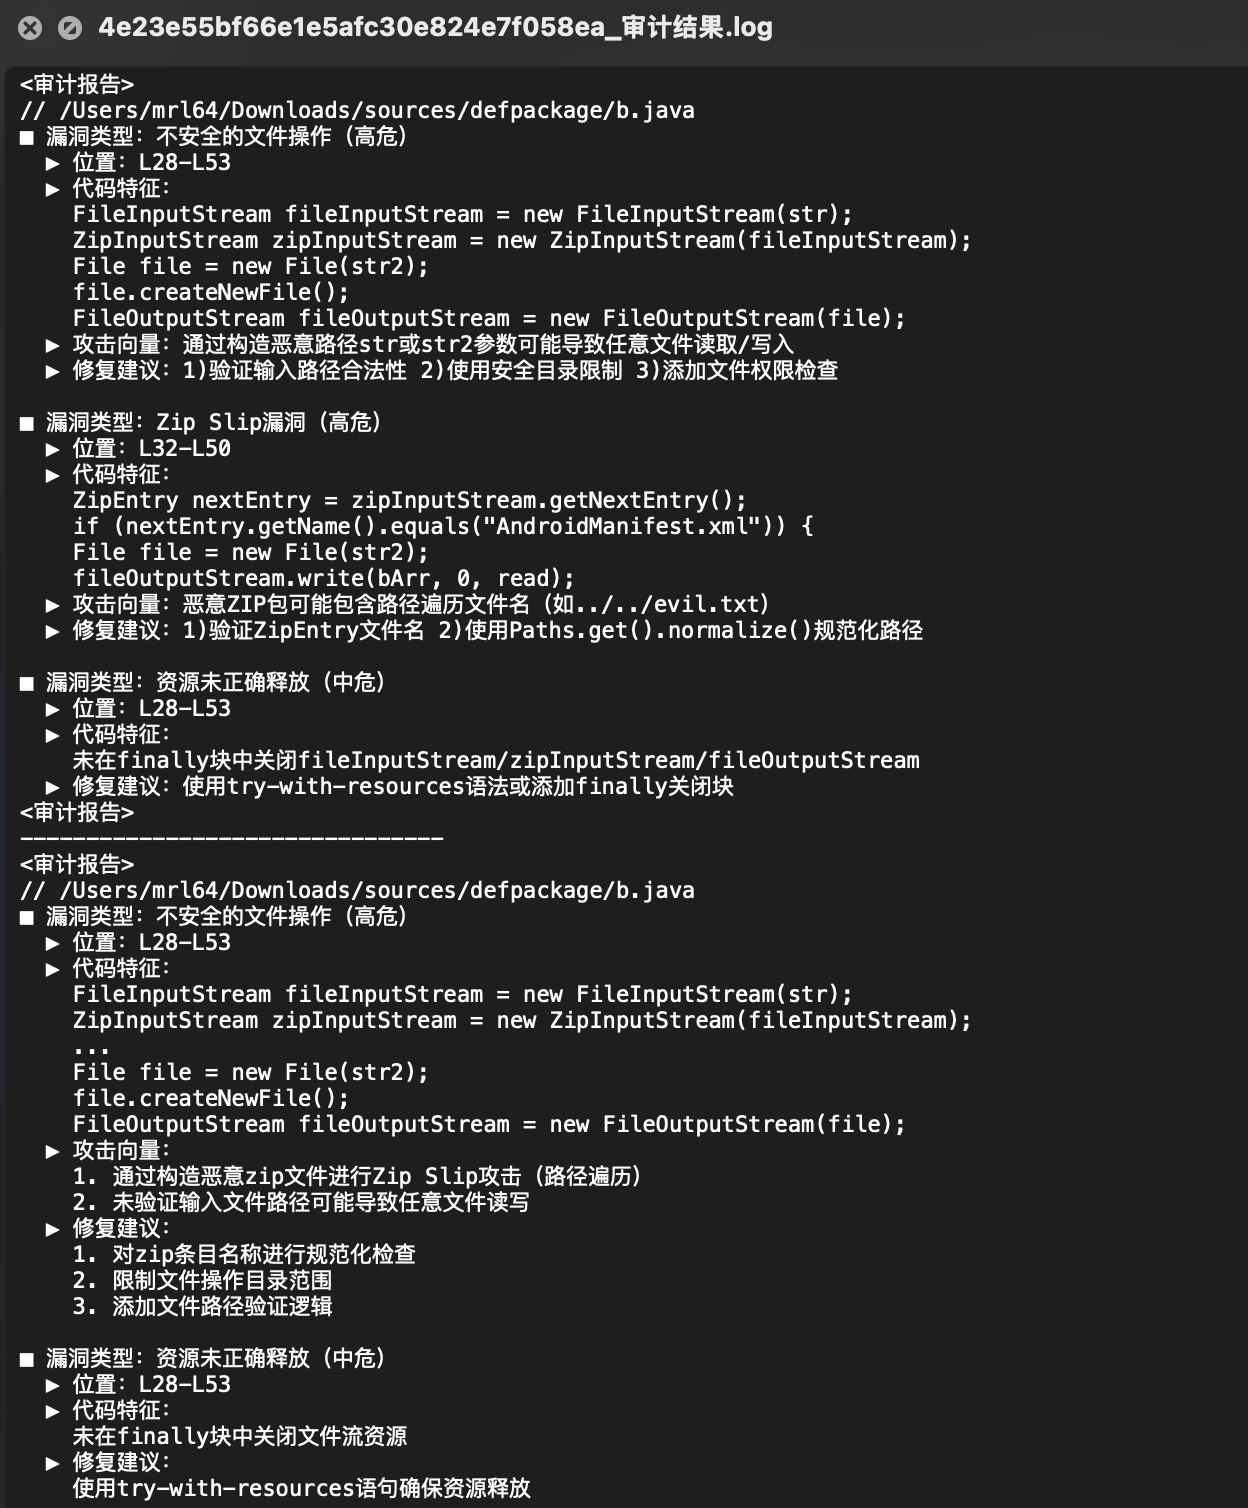 4e23e55bf66e1e5afc30e824e7f058ea_审计结果.log
<审计报告>
// /Users/mrl64/Downloads/sources/defpackage/b.java
■ 漏洞类型: 不安全的文件操作（高危）
▶ 位置: L28-L53
▶ 代码特征:
FileInputStream fileInputStream = new FileInputStream(str);
ZipInputStream zipInputStream = new ZipInputStream(fileInputStream);
File file = new File(str2);
file.createNewFile();
FileOutputStream fileOutputStream = new FileOutputStream(file);
▶ 攻击向量: 通过构造恶意路径str或str2参数可能导致任意文件读取/写入
▶ 修复建议: 1)验证输入路径合法性 2)使用安全目录限制 3)添加文件权限检查
■ 漏洞类型: Zip Slip漏洞（高危）
▶ 位置: L32-L50
▶ 代码特征:
ZipEntry nextEntry = zipInputStream.getNextEntry();
if (nextEntry.getName().equals("AndroidManifest.xml")) {
File file = new File(str2);
fileOutputStream.write(bArr, 0, read);
▶ 攻击向量: 恶意ZIP包可能包含路径遍历文件名（如../../evil.txt）
▶ 修复建议: 1)验证ZipEntry文件名 2)使用Paths.get().normalize()规范化路径
■ 漏洞类型: 资源未正确释放（中危）
▶ 位置: L28-L53
▶ 代码特征:
未在finally块中关闭fileInputStream/zipInputStream/fileOutputStream
▶ 修复建议: 使用try-with-resources语法或添加finally关闭块
<审计报告>
--------------------------------
<审计报告>
// /Users/mrl64/Downloads/sources/defpackage/b.java
■ 漏洞类型: 不安全的文件操作（高危）
▶ 位置: L28-L53
▶ 代码特征:
FileInputStream fileInputStream = new FileInputStream(str);
ZipInputStream zipInputStream = new ZipInputStream(fileInputStream);
...
File file = new File(str2);
file.createNewFile();
FileOutputStream fileOutputStream = new FileOutputStream(file);
▶ 攻击向量:
1. 通过构造恶意zip文件进行Zip Slip攻击（路径遍历）
2. 未验证输入文件路径可能导致任意文件读写
▶ 修复建议:
1. 对zip条目名称进行规范化检查
2. 限制文件操作目录范围
3. 添加文件路径验证逻辑
■ 漏洞类型: 资源未正确释放（中危）
▶ 位置: L28-L53
▶ 代码特征:
未在finally块中关闭文件流资源
▶ 修复建议:
使用try-with-resources语句确保资源释放